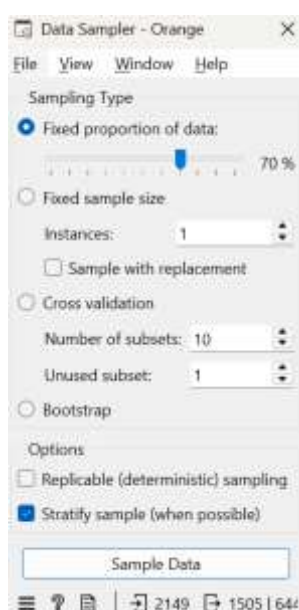 Data Sampler - Orange
File View Window Help
Sampling Type
Fixed proportion of data:
70 %
Fixed sample size
Instances: 1
Sample with replacement
Cross validation
Number of subsets: 10
Unused subset: 1
Bootstrap
Options
Replicable (deterministic) sampling
Stratify sample (when possible)
Sample Data
? 2149 1505 | 644